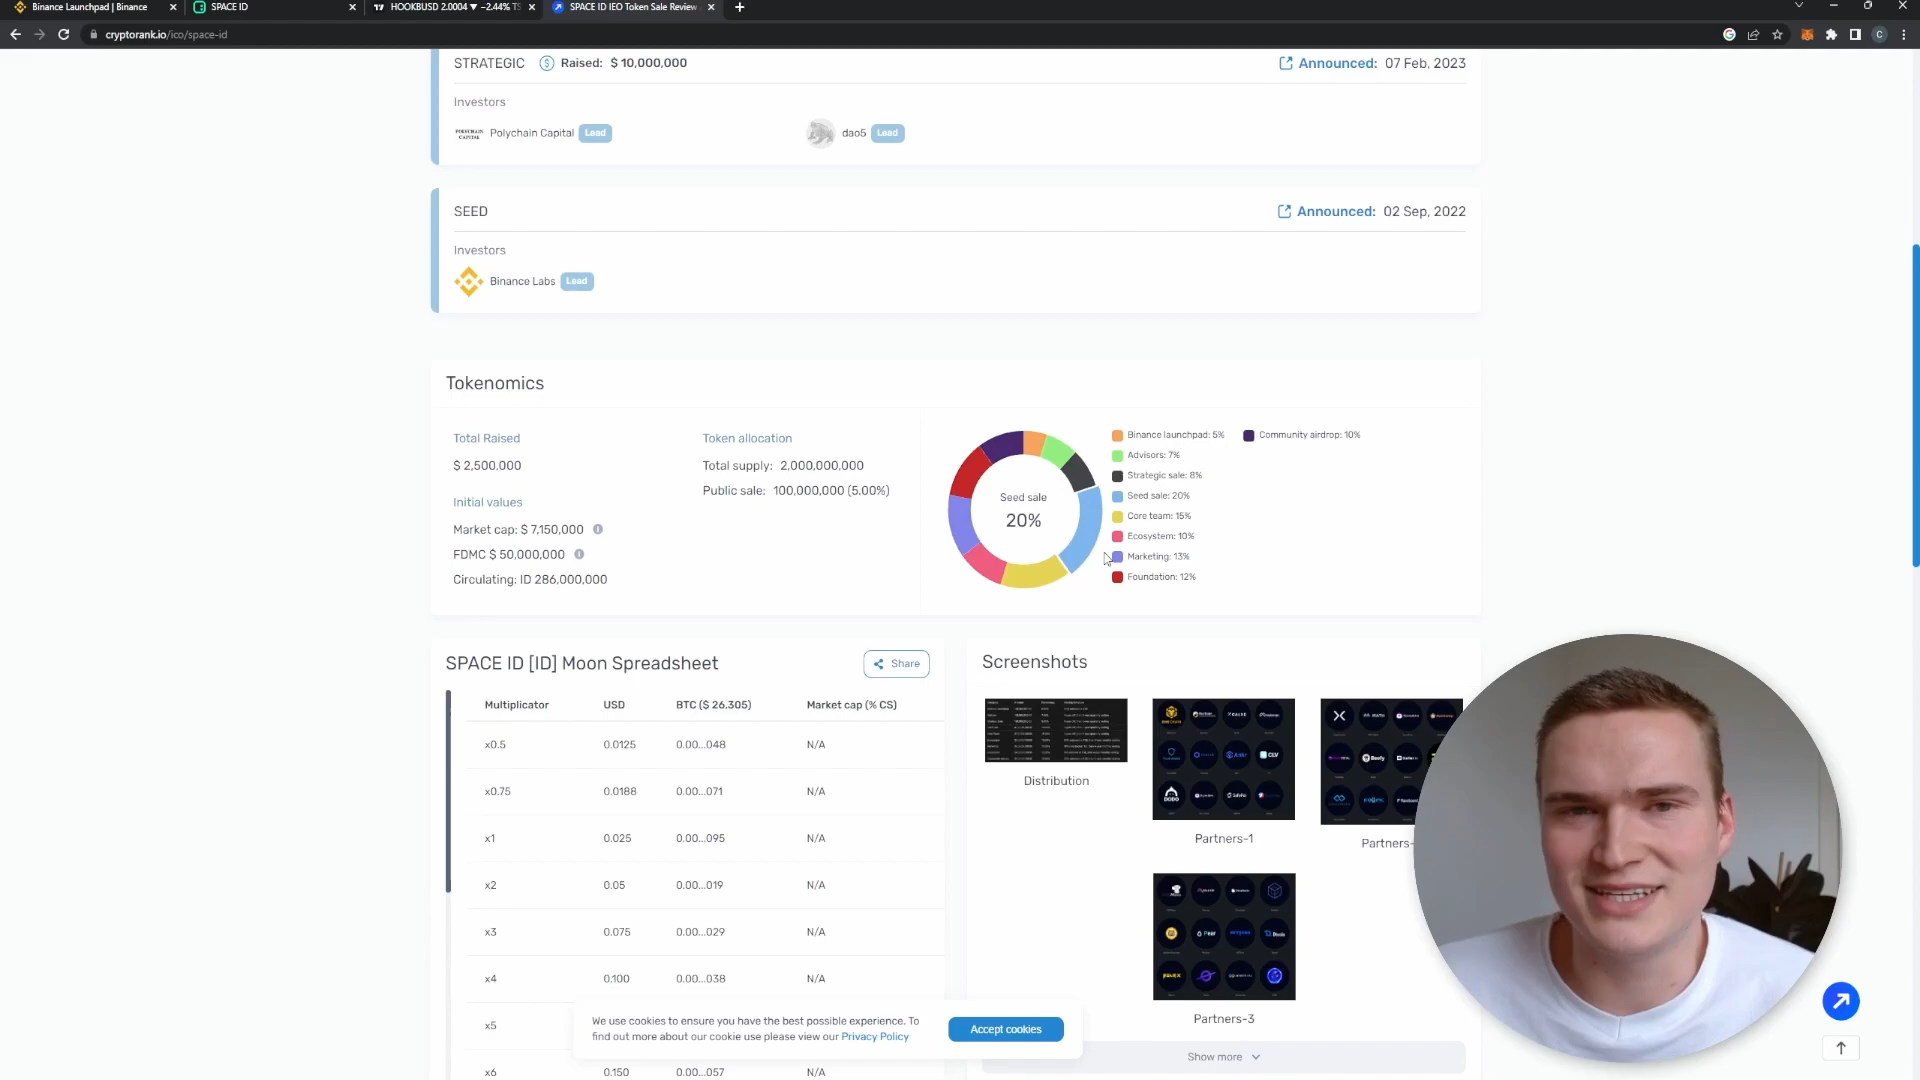 Binance Launchpad | Binance
SPACE ID
HOOKBUSD 2.0004 ▼ −2.44% TS
SPACE ID IEO Token Sale Review
cryptorank.io/ico/space-id
C
STRATEGIC
Raised: $ 10,000,000
Announced: 07 Feb, 2023
Investors
POLYCHAIN CAPITAL
Polychain Capital Lead
dao5 Lead
SEED
Announced: 02 Sep, 2022
Investors
Binance Labs Lead
Tokenomics
Total Raised
$ 2,500,000
Initial values
Market cap: $ 7,150,000
FDMC $ 50,000,000
Circulating: ID 286,000,000
Token allocation
Total supply: 2,000,000,000
Public sale: 100,000,000 (5.00%)
Seed sale
20%
Binance launchpad: 5%
Community airdrop: 10%
Advisors: 7%
Strategic sale: 8%
Seed sale: 20%
Core team: 15%
Ecosystem: 10%
Marketing: 13%
Foundation: 12%
SPACE ID [ID] Moon Spreadsheet
Share
Multiplicator USD BTC ($ 26,305) Market cap (% CS)
x0.5 0.0125 0.00...048 N/A
x0.75 0.0188 0.00...071 N/A
x1 0.025 0.00...095 N/A
x2 0.05 0.00...019 N/A
x3 0.075 0.00...029 N/A
x4 0.100 0.00...038 N/A
x5
x6 0.150 0.00...057 N/A
Screenshots
Distribution
CLV
DODO
Partners-1
Partners-
Partners-3
Show more
We use cookies to ensure you have the best possible experience. To
find out more about our cookie use please view our Privacy Policy
Accept cookies